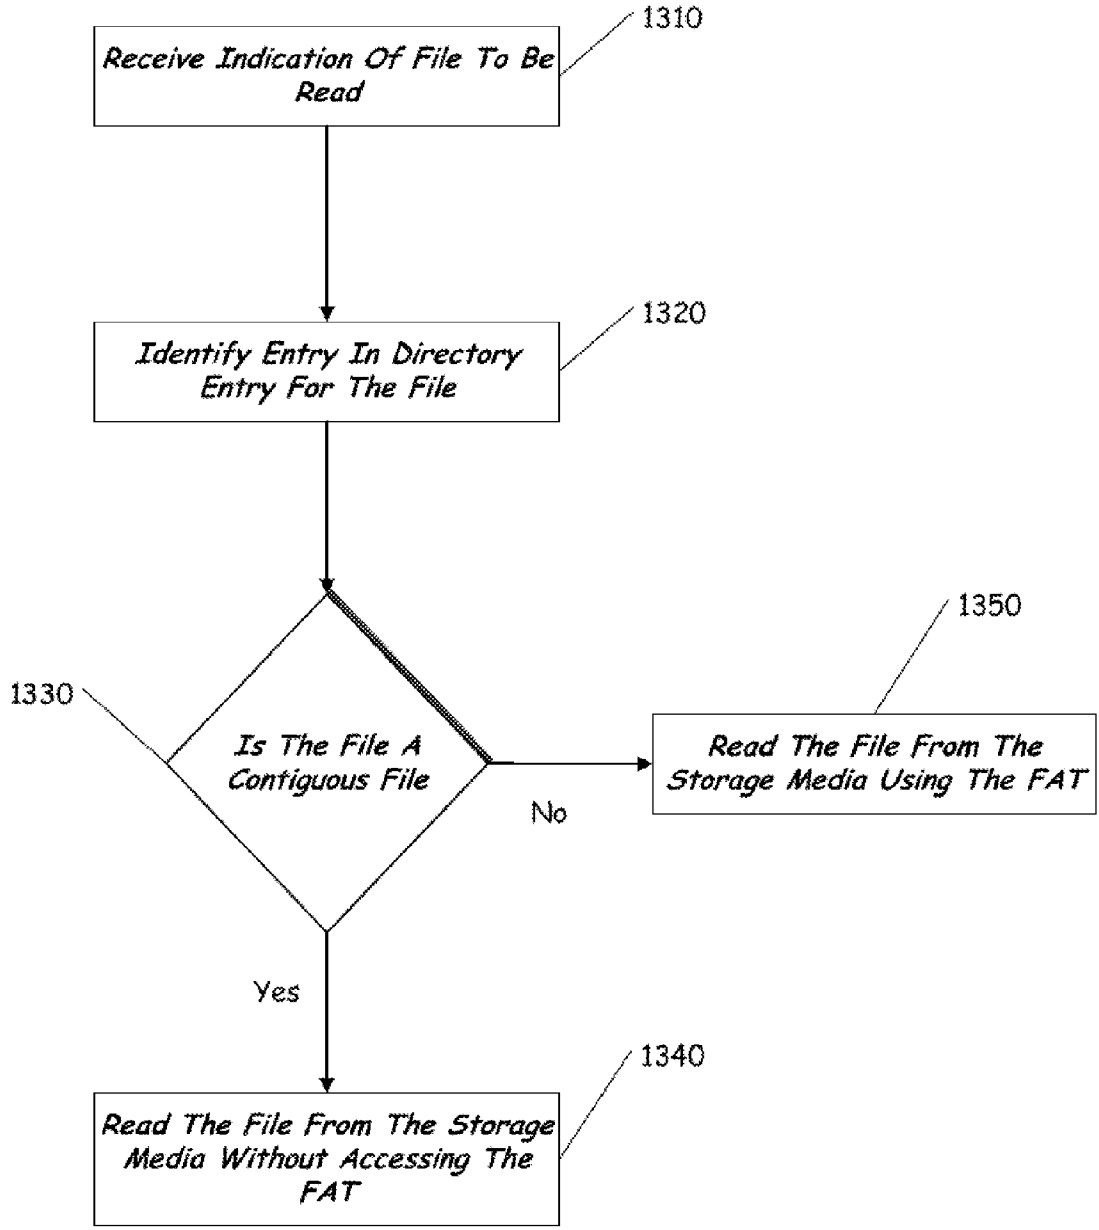 1310
Receive Indication Of File To Be
Read
1320
Identify Entry In Directory
Entry For The File
1330
Is The File A
Contiguous File
No
1350
Read The File From The
Storage Media Using The FAT
Yes
1340
Read The File From The Storage
Media Without Accessing The
FAT